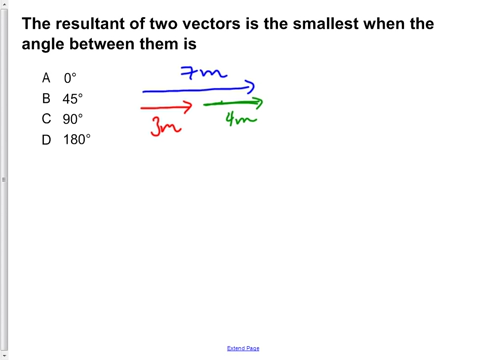 The resultant of two vectors is the smallest when the
angle between them is
A 0°
B 45°
C 90°
D 180°
7m
3m
4m
Extend Page